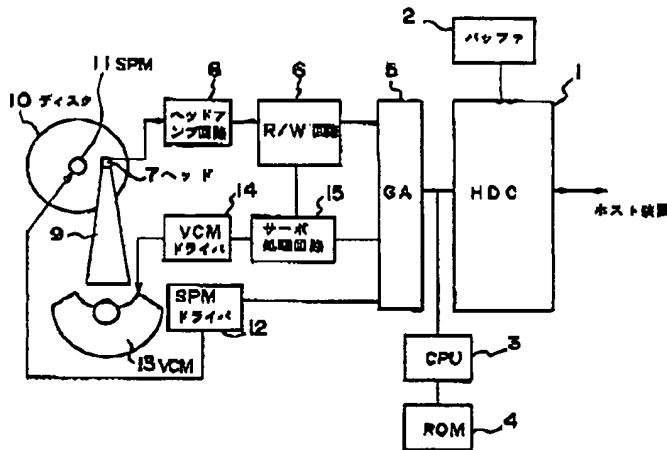 2
バッファ
11 SPM
8
6
5
1
10 ディスク
ヘッドア
ンプ回路
R/W 回路
GA
HDC
7 ヘッド
14
15
ホスト装置
9
VCM
ドライバ
サーボ
処理回路
SPM
ドライバ
12
3
13 VCM
CPU
4
ROM